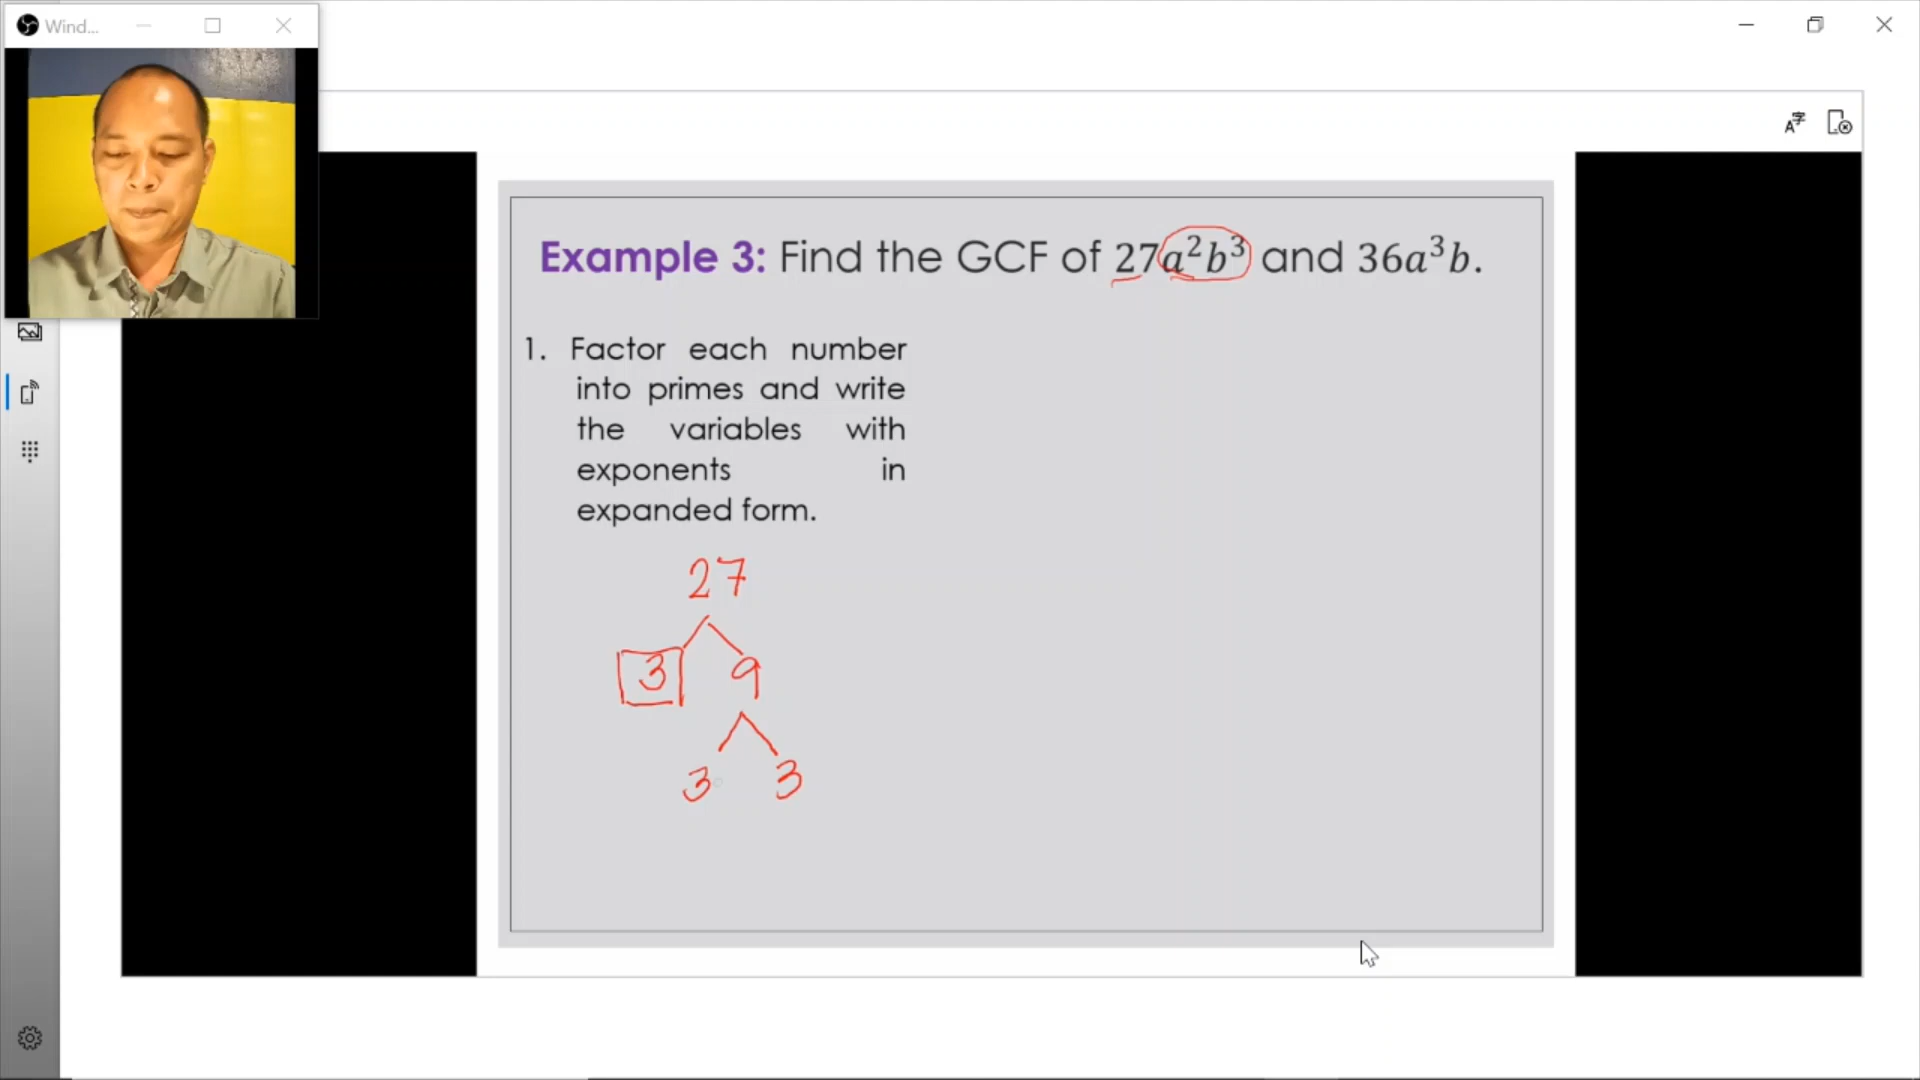 Wind...
Example 3: Find the GCF of 27a²b³ and 36a³b.
1. Factor each number
into primes and write
the variables with
exponents in
expanded form.
27
3 9
3 3